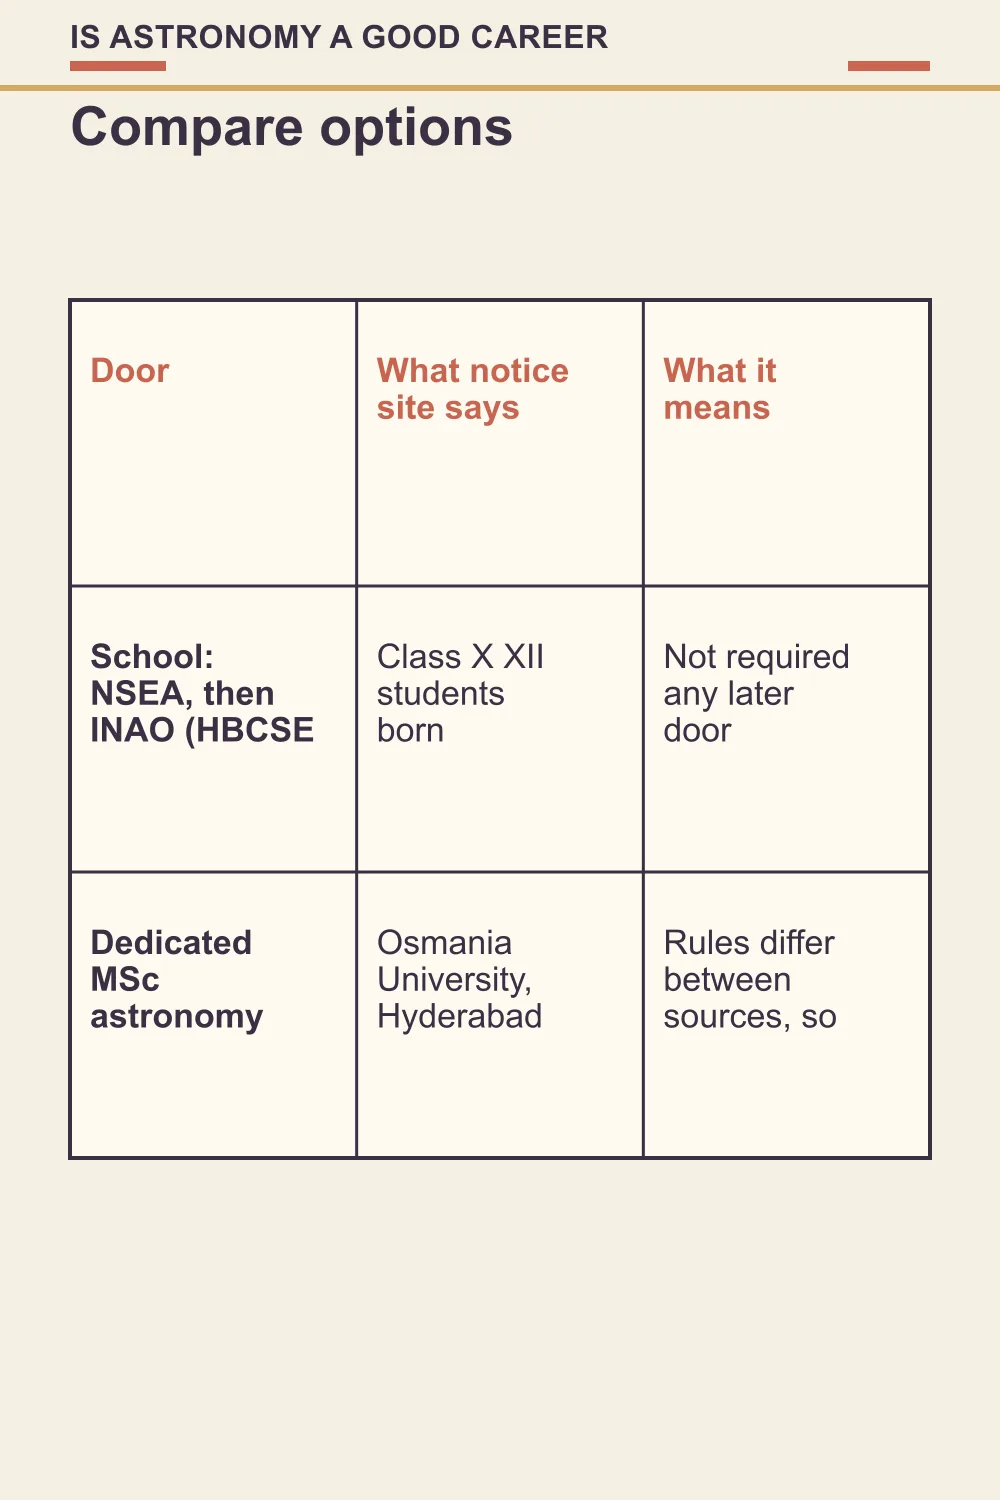 IS ASTRONOMY A GOOD CAREER
Compare options
Door
What notice
site says
What it
means
School:
NSEA, then
INAO (HBCSE
Class X XII
students
born
Not required
any later
door
Dedicated
MSc
astronomy
Osmania
University,
Hyderabad
Rules differ
between
sources, so